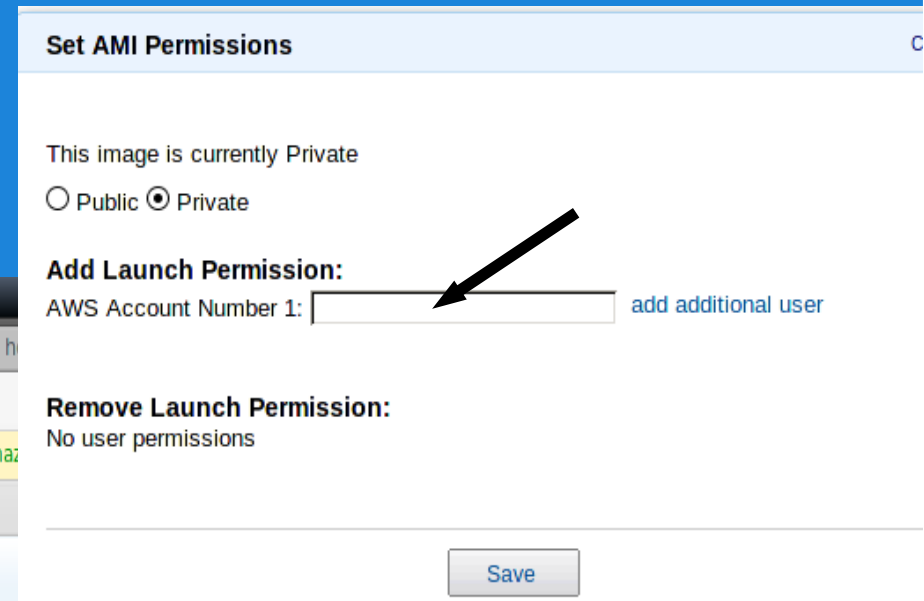 Set AMI Permissions
This image is currently Private
Public Private
Add Launch Permission:
AWS Account Number 1: add additional user
Remove Launch Permission:
No user permissions
Save